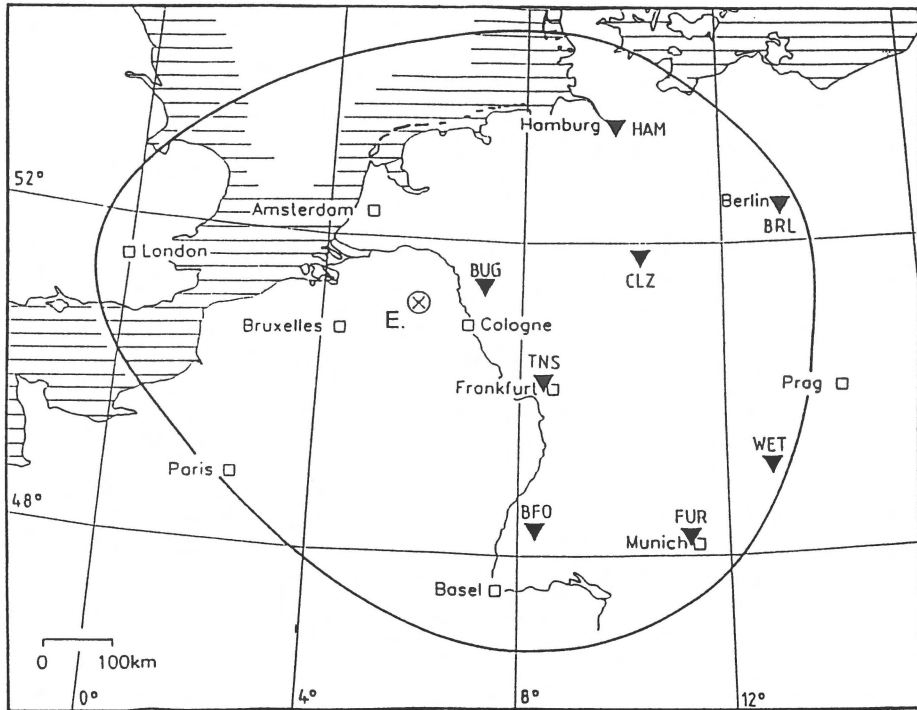 Hamburg HAM
52°
Amsterdam
Berlin
BRL
London
BUG
CLZ
E.
Bruxelles
Cologne
TNS
Frankfurt
Prag
WET
Paris
48°
BFO
FUR
Munich
Basel
0 100km
0° 4° 8° 12°